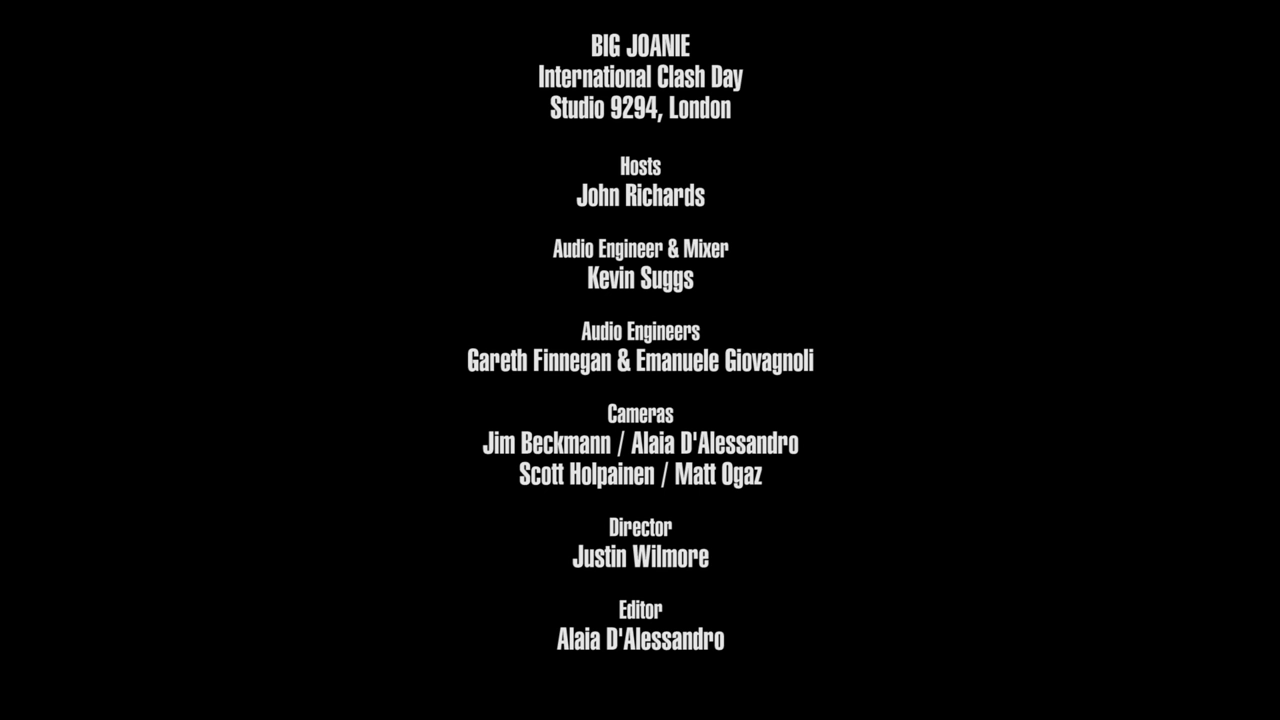 BIG JOANIE
International Clash Day
Studio 9294, London
Hosts
John Richards
Audio Engineer & Mixer
Kevin Suggs
Audio Engineers
Gareth Finnegan & Emanuele Giovagnoli
Cameras
Jim Beckmann / Alaia D'Alessandro
Scott Holpainen / Matt Ogaz
Director
Justin Wilmore
Editor
Alaia D'Alessandro